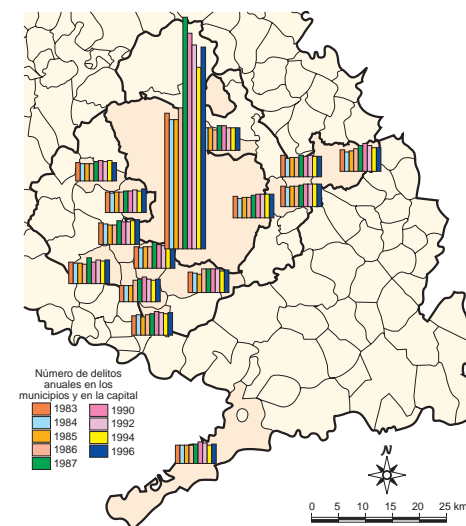 Número de delitos
anuales en los
municipios y en la capital
1983
1984
1985
1986
1987
1990
1992
1994
1996
N
0 5 10 15 20 25 km